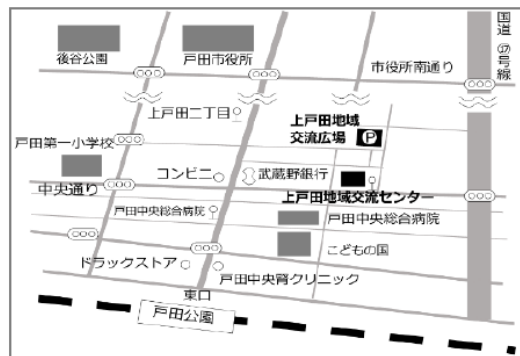 後谷公園
戸田市役所
市役所南通り
国道⑰号線
上戸田二丁目
上戸田地域
交流広場
P
戸田第一小学校
コンビニ
武蔵野銀行
中央通り
上戸田地域交流センター
戸田中央総合病院
戸田中央総合病院
こどもの国
ドラックストア
戸田中央腎クリニック
東口
戸田公園